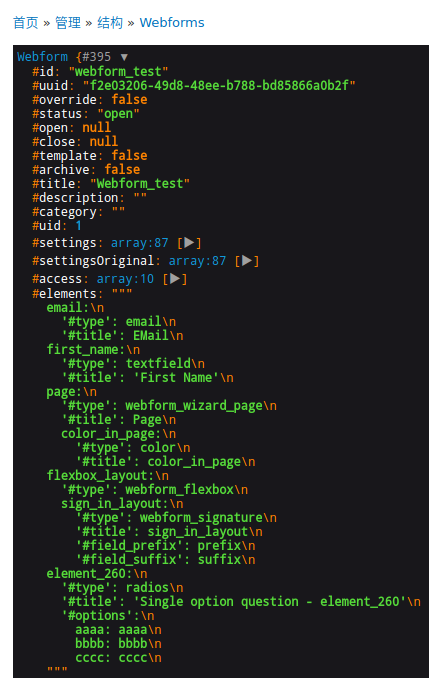 首页 » 管理 » 结构 » Webforms
Webform {#395 ▼
#id: "webform_test"
#uuid: "f2e03206-49d8-48ee-b788-bd85866a0b2f"
#override: false
#status: "open"
#open: null
#close: null
#template: false
#archive: false
#title: "Webform_test"
#description: ""
#category: ""
#uid: 1
#settings: array:87 [▶]
#settingsOriginal: array:87 [▶]
#access: array:10 [▶]
#elements: """
email:\n
'#type': email\n
'#title': EMail\n
first_name:\n
'#type': textfield\n
'#title': 'First Name'\n
page:\n
'#type': webform_wizard_page\n
'#title': Page\n
color_in_page:\n
'#type': color\n
'#title': color_in_page\n
flexbox_layout:\n
'#type': webform_flexbox\n
sign_in_layout:\n
'#type': webform_signature\n
'#title': sign_in_layout\n
'#field_prefix': prefix\n
'#field_suffix': suffix\n
element_260:\n
'#type': radios\n
'#title': 'Single option question - element_260'\n
'#options':\n
aaaa: aaaa\n
bbbb: bbbb\n
cccc: cccc\n
"""